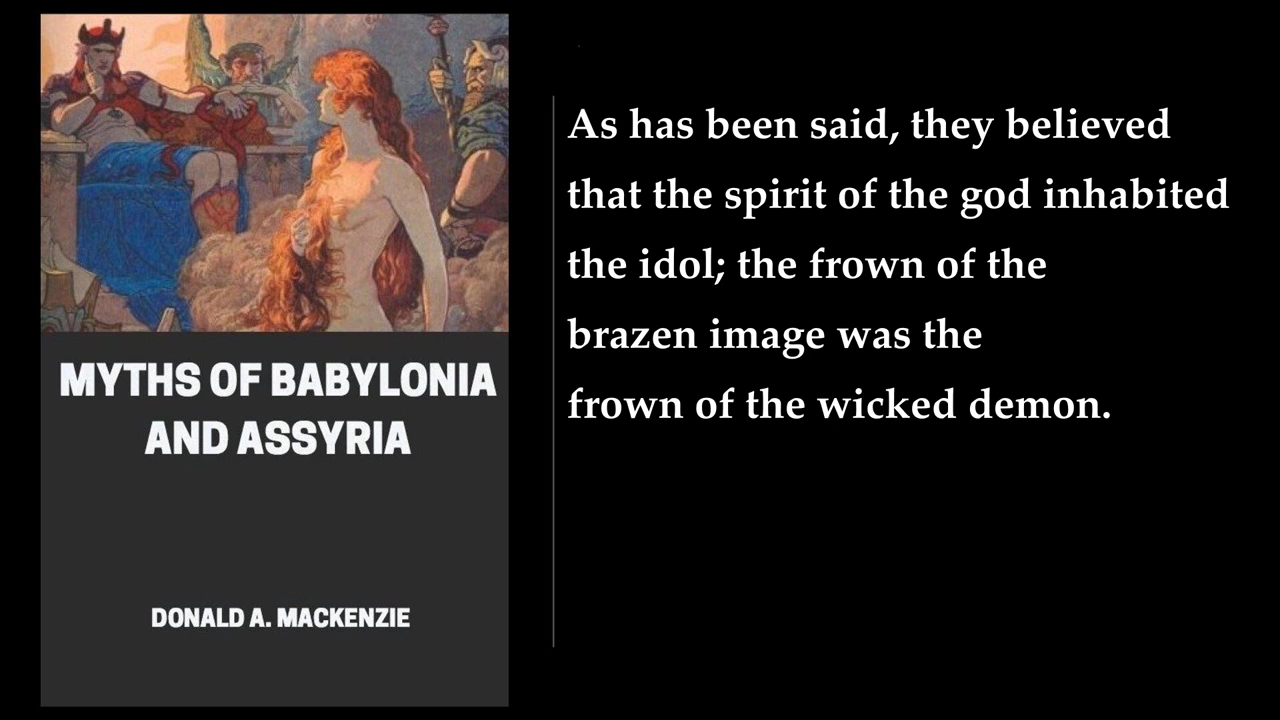 MYTHS OF BABYLONIA
AND ASSYRIA
DONALD A. MACKENZIE
As has been said, they believed
that the spirit of the god inhabited
the idol; the frown of the
brazen image was the
frown of the wicked demon.